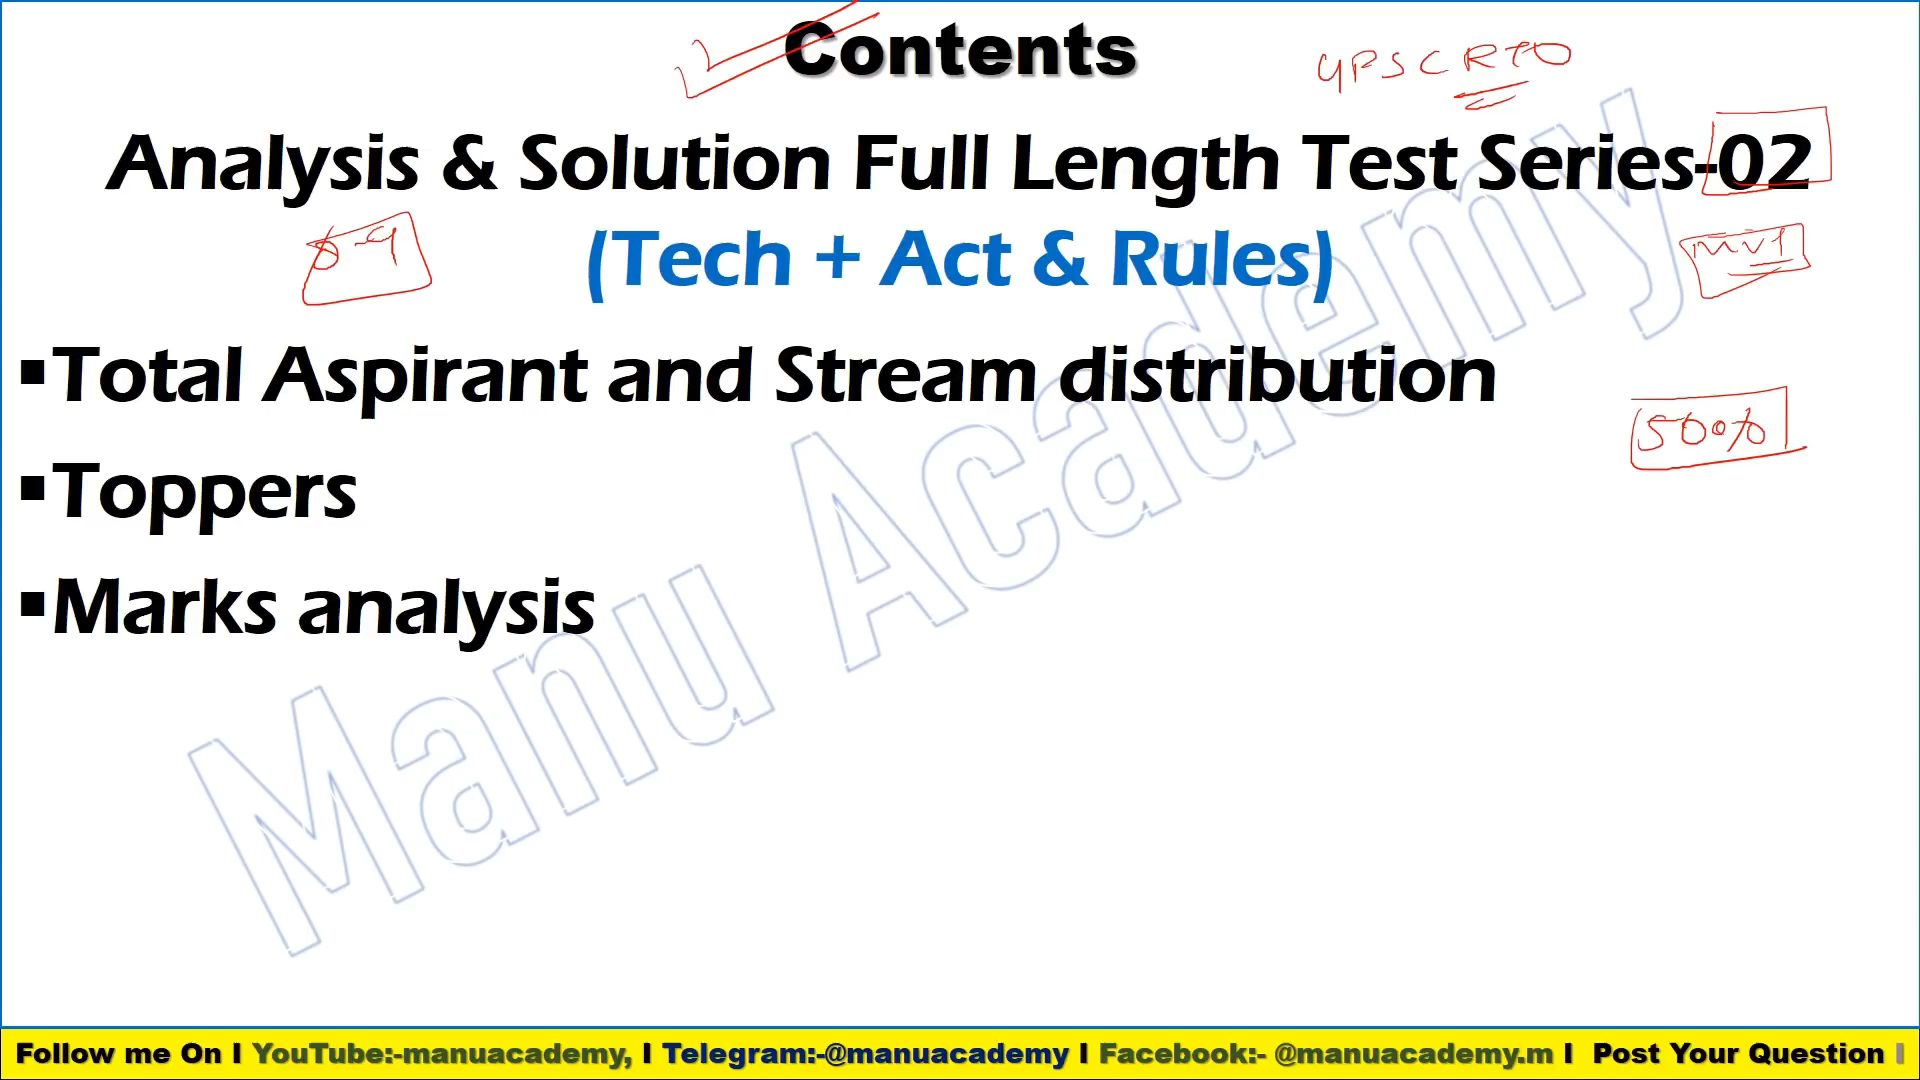 Contents
UPSC RTO
Analysis & Solution Full Length Test Series-02
(Tech + Act & Rules)
MVI
▪Total Aspirant and Stream distribution
50%
▪Toppers
▪Marks analysis
Manu Academy
Follow me On I YouTube:-manuacademy, I Telegram:-@manuacademy I Facebook:- @manuacademy.m I Post Your Question I